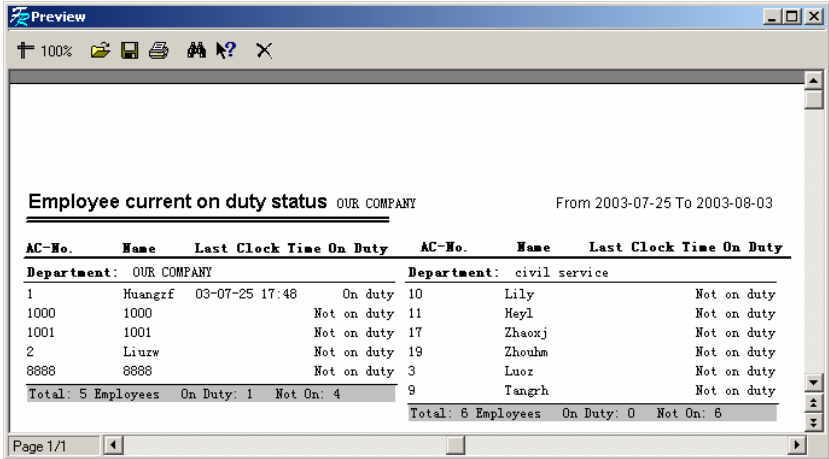 Preview
100%
Employee current on duty status OUR COMPANY From 2003-07-25 To 2003-08-03
AC-No. Name Last Clock Time On Duty
Department: OUR COMPANY
1 Huangzf 03-07-25 17:48 On duty
1000 1000 Not on duty
1001 1001 Not on duty
2 Liuzw Not on duty
8888 8888 Not on duty
Total: 5 Employees On Duty: 1 Not On: 4
AC-No. Name Last Clock Time On Duty
Department: civil service
10 Lily Not on duty
11 Heyl Not on duty
17 Zhaoxj Not on duty
19 Zhouhm Not on duty
3 Luoz Not on duty
9 Tangrh Not on duty
Total: 6 Employees On Duty: 0 Not On: 6
Page 1/1